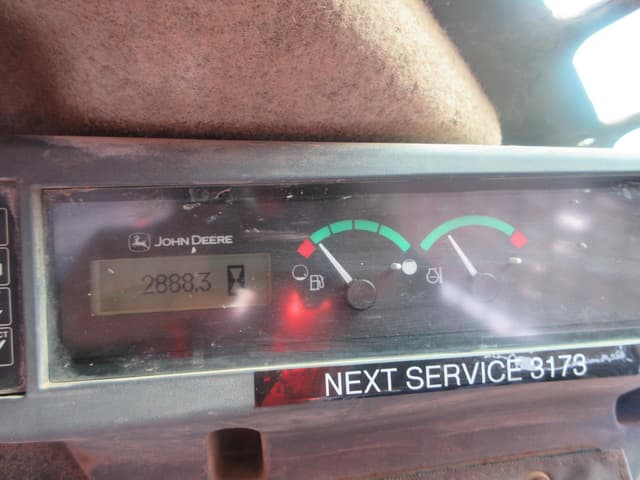 JOHN DEERE
2888.3
NEXT SERVICE 3173